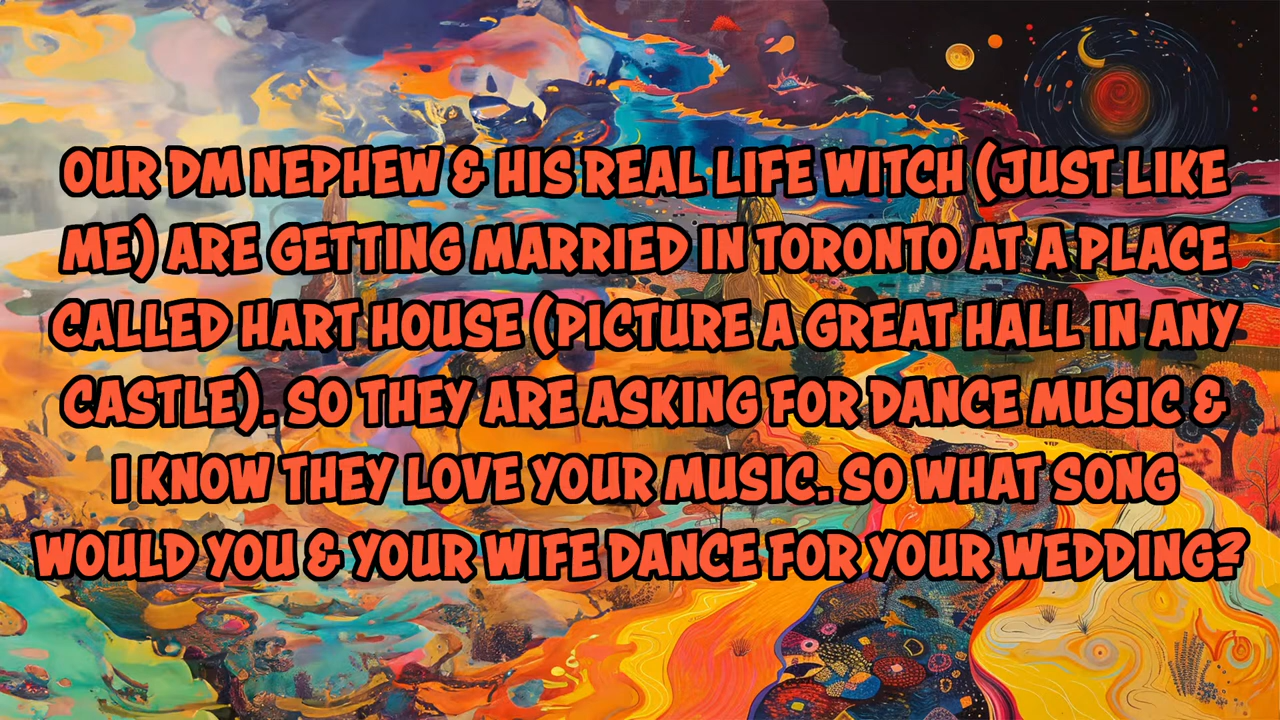 OUR DM NEPHEW & HIS REAL LIFE WITCH (JUST LIKE
ME) ARE GETTING MARRIED IN TORONTO AT A PLACE
CALLED HART HOUSE (PICTURE A GREAT HALL IN ANY
CASTLE). SO THEY ARE ASKING FOR DANCE MUSIC &
I KNOW THEY LOVE YOUR MUSIC. SO WHAT SONG
WOULD YOU & YOUR WIFE DANCE FOR YOUR WEDDING?